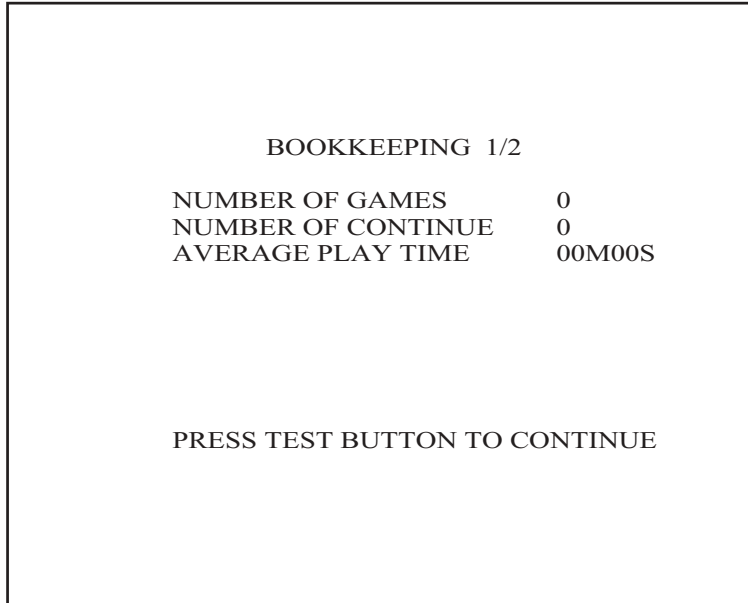 BOOKKEEPING 1/2
NUMBER OF GAMES 0
NUMBER OF CONTINUE 0
AVERAGE PLAY TIME 00M00S
PRESS TEST BUTTON TO CONTINUE